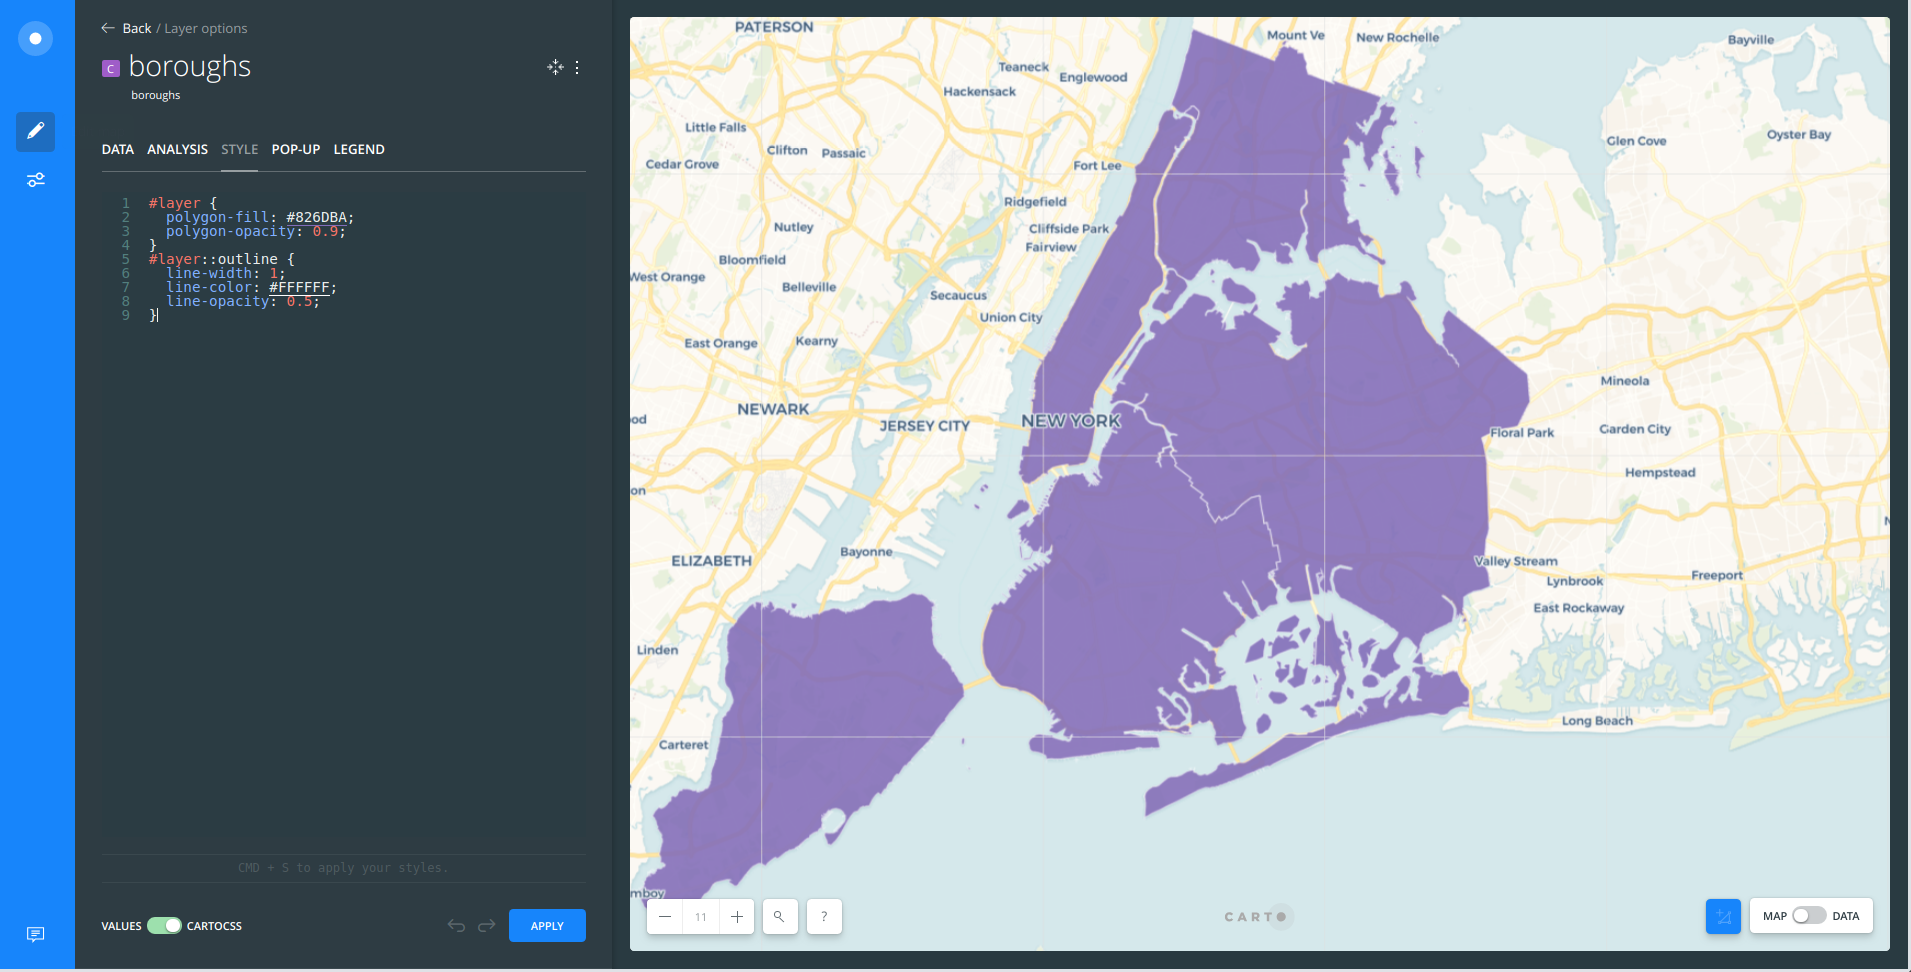 Back / Layer options
C boroughs
boroughs
DATA ANALYSIS STYLE POP-UP LEGEND
1 #layer {
2 polygon-fill: #826DBA;
3 polygon-opacity: 0.9;
4 }
5 #layer::outline {
6 line-width: 1;
7 line-color: #FFFFFF;
8 line-opacity: 0.5;
9 }
CMD + S to apply your styles.
VALUES CARTOCSS
APPLY
PATERSON
Mount Ve
New Rochelle
Bayville
Teaneck
Englewood
Hackensack
Little Falls
Oyster Bay
Glen Cove
Clifton
Passaic
Cedar Grove
Fort Lee
Ridgefield
Nutley
Cliffside Park
Fairview
Bloomfield
West Orange
Belleville
Secaucus
Union City
East Orange
Kearny
Mineola
NEWARK
od
JERSEY CITY
NEW YORK
Floral Park
Garden City
Hempstead
on
Bayonne
ELIZABETH
Valley Stream
Lynbrook
Freeport
East Rockaway
Linden
Long Beach
Carteret
mboy
11
?
CARTO
MAP DATA